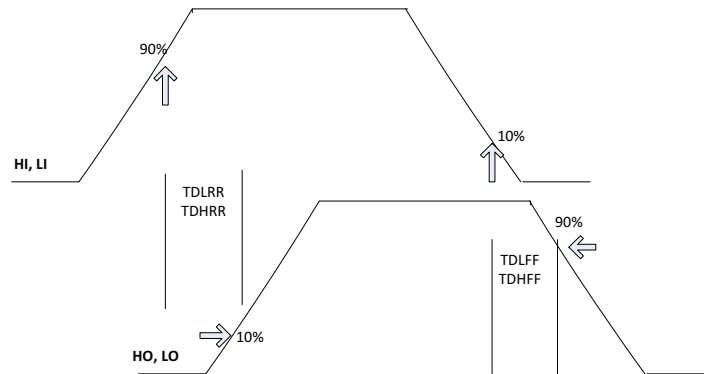 90%
10%
HI, LI
TDLRR
TDHRR
90%
TDLFF
TDHFF
10%
HO, LO